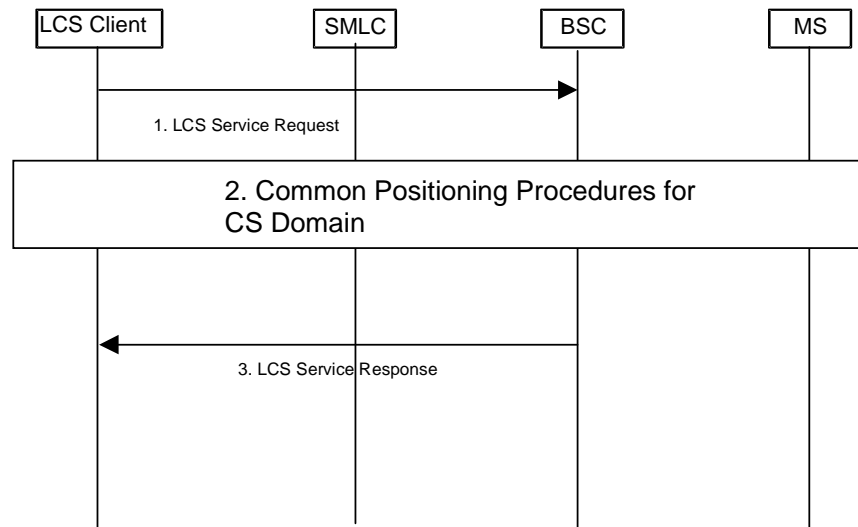 LCS Client
SMLC
BSC
MS
1. LCS Service Request
2. Common Positioning Procedures for
CS Domain
3. LCS Service Response